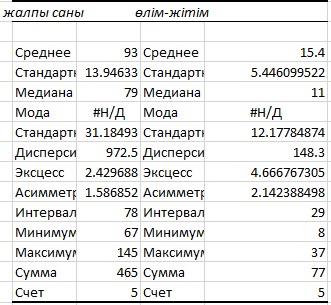 жалпы саны өлім-жітім
Среднее 93 Среднее 15.4
Стандартн 13.94633 Стандартн 5.446099522
Медиана 79 Медиана 11
Мода #Н/Д Мода #Н/Д
Стандартн 31.18493 Стандартн 12.17784874
Дисперси 972.5 Дисперси 148.3
Эксцесс 2.429688 Эксцесс 4.666767305
Асимметр 1.586852 Асимметр 2.142388498
Интервал 78 Интервал 29
Минимум 67 Минимум 8
Максимум 145 Максимум 37
Сумма 465 Сумма 77
Счет 5 Счет 5